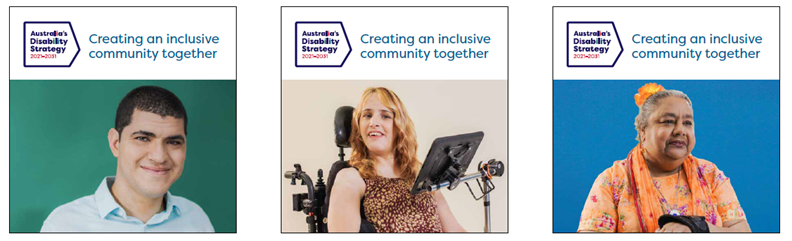 Australia's
Disability
Strategy
2021–2031
Creating an inclusive
community together
Australia's
Disability
Strategy
2021–2031
Creating an inclusive
community together
Australia's
Disability
Strategy
2021–2031
Creating an inclusive
community together